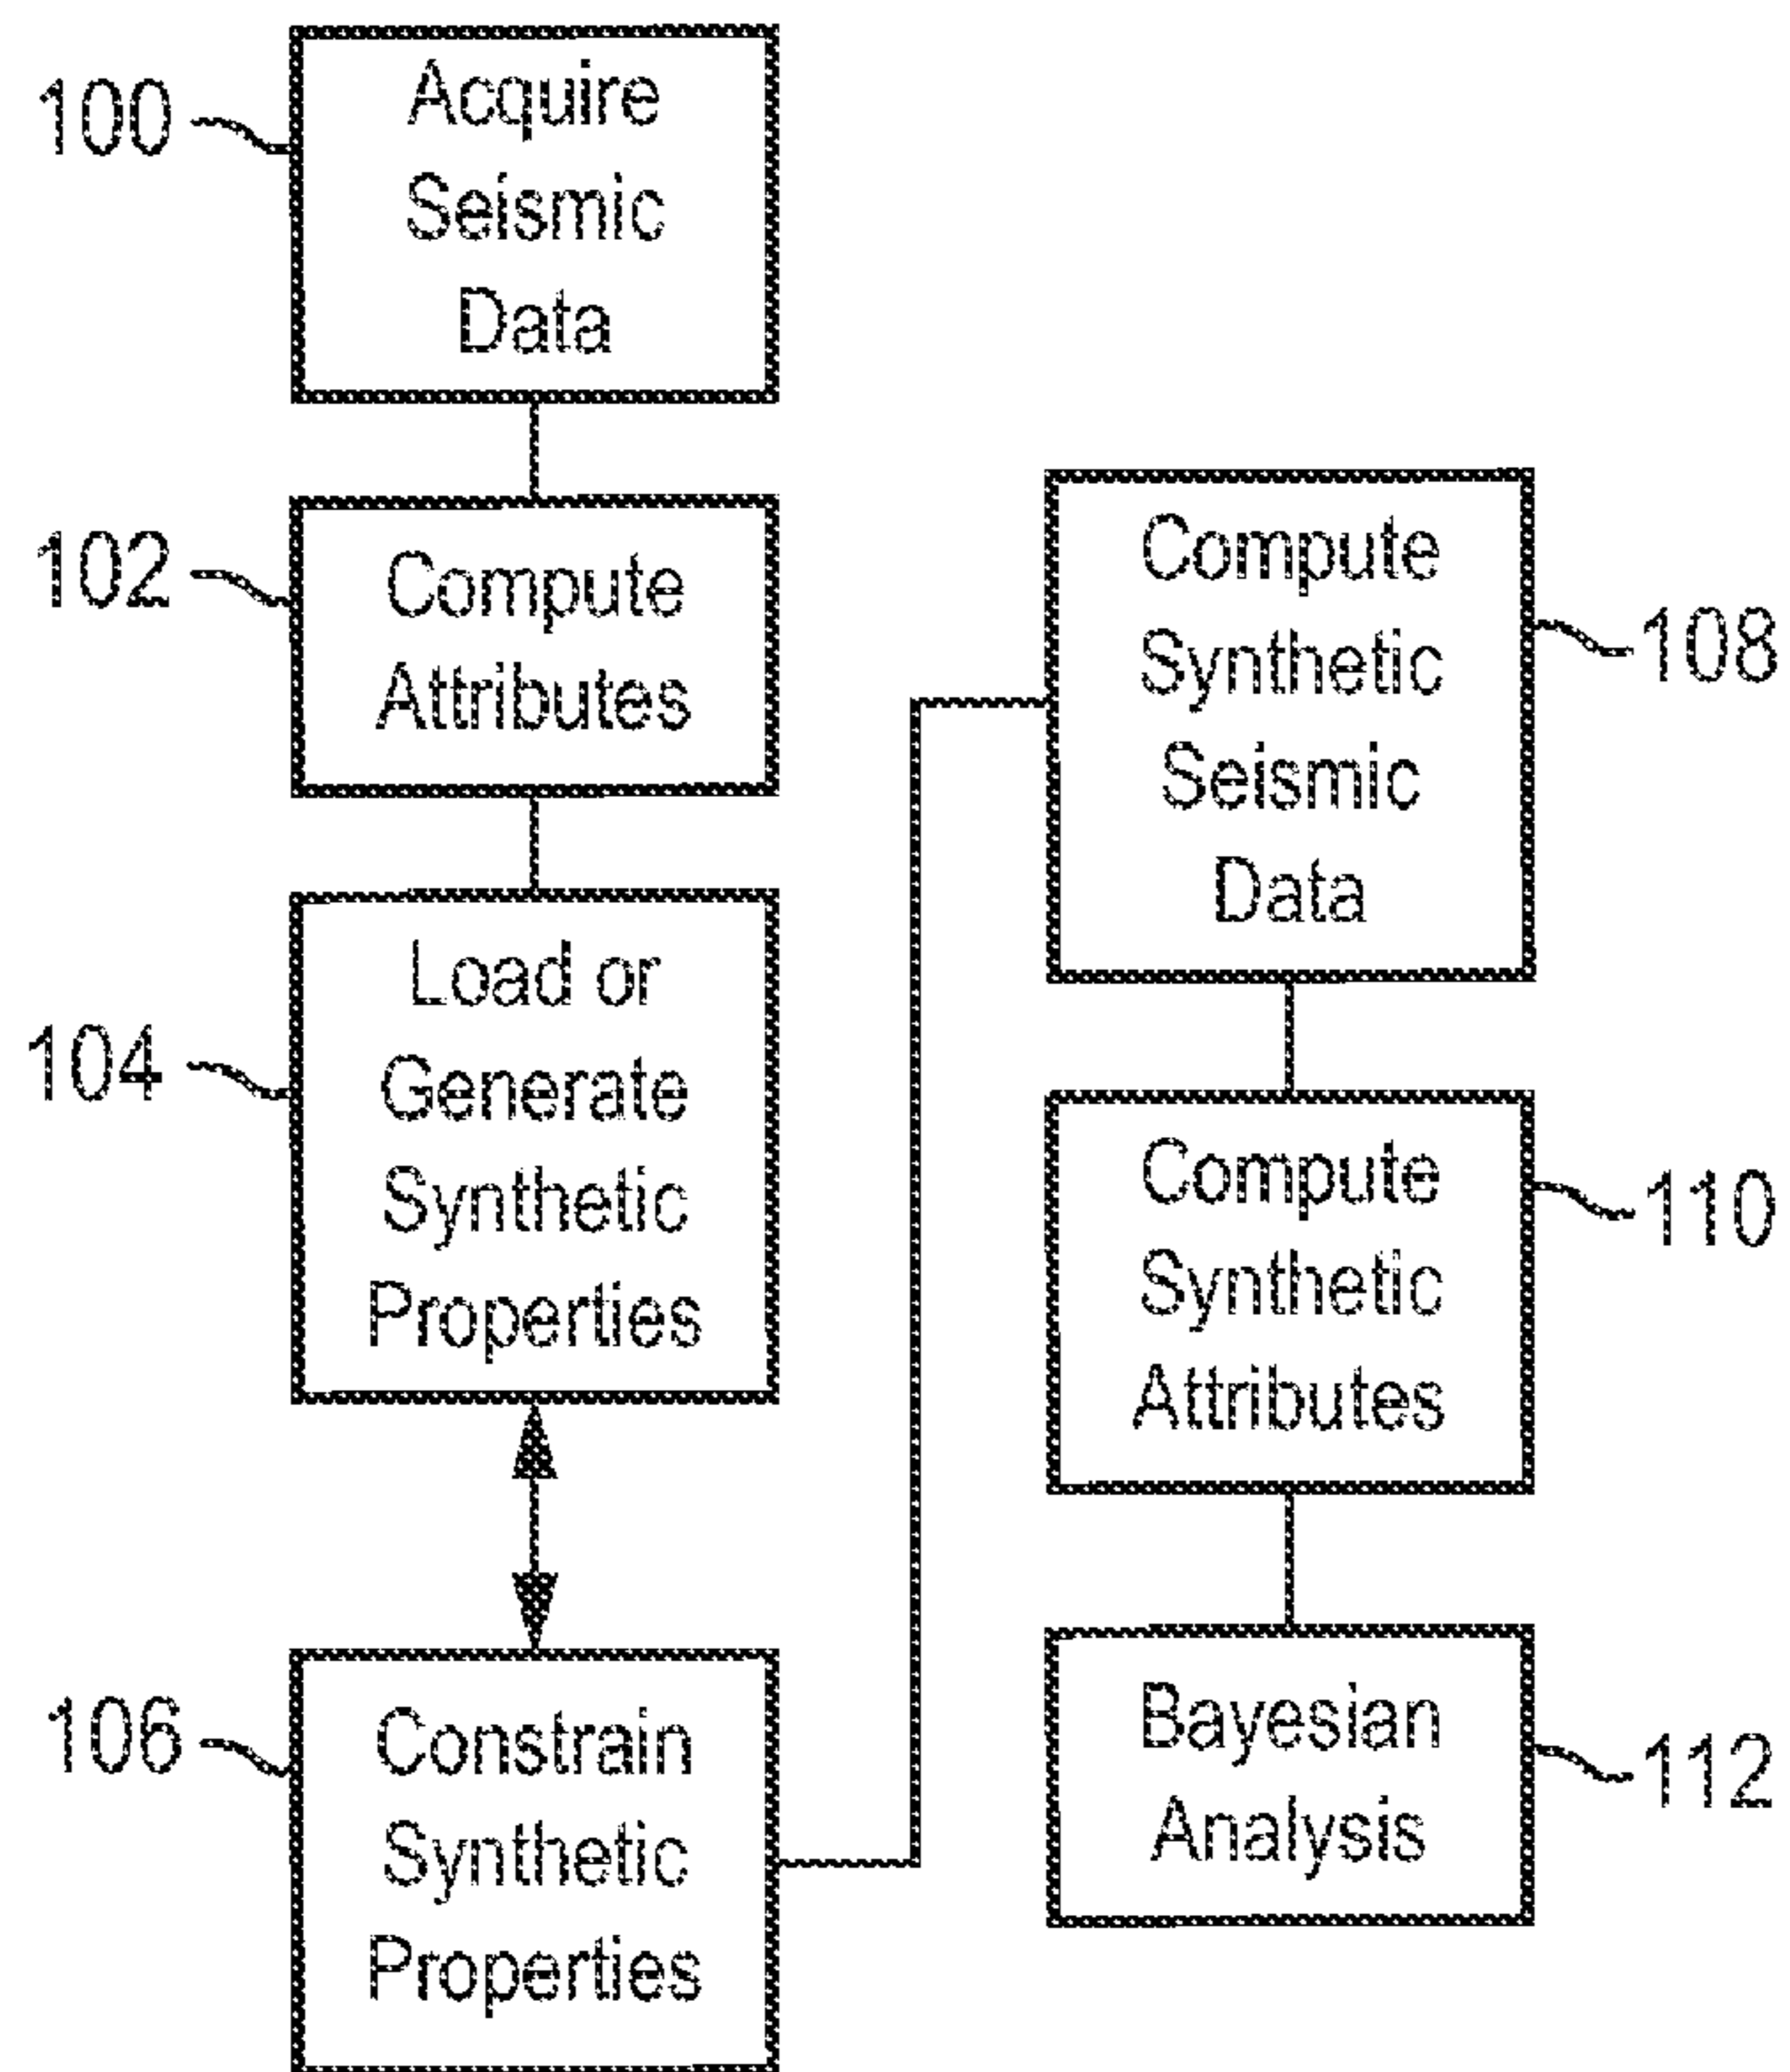 100
Acquire
Seismic
Data
102
Compute
Attributes
104
Load or
Generate
Synthetic
Properties
106
Constrain
Synthetic
Properties
Compute
Synthetic
Seismic
Data
108
Compute
Synthetic
Attributes
110
Bayesian
Analysis
112